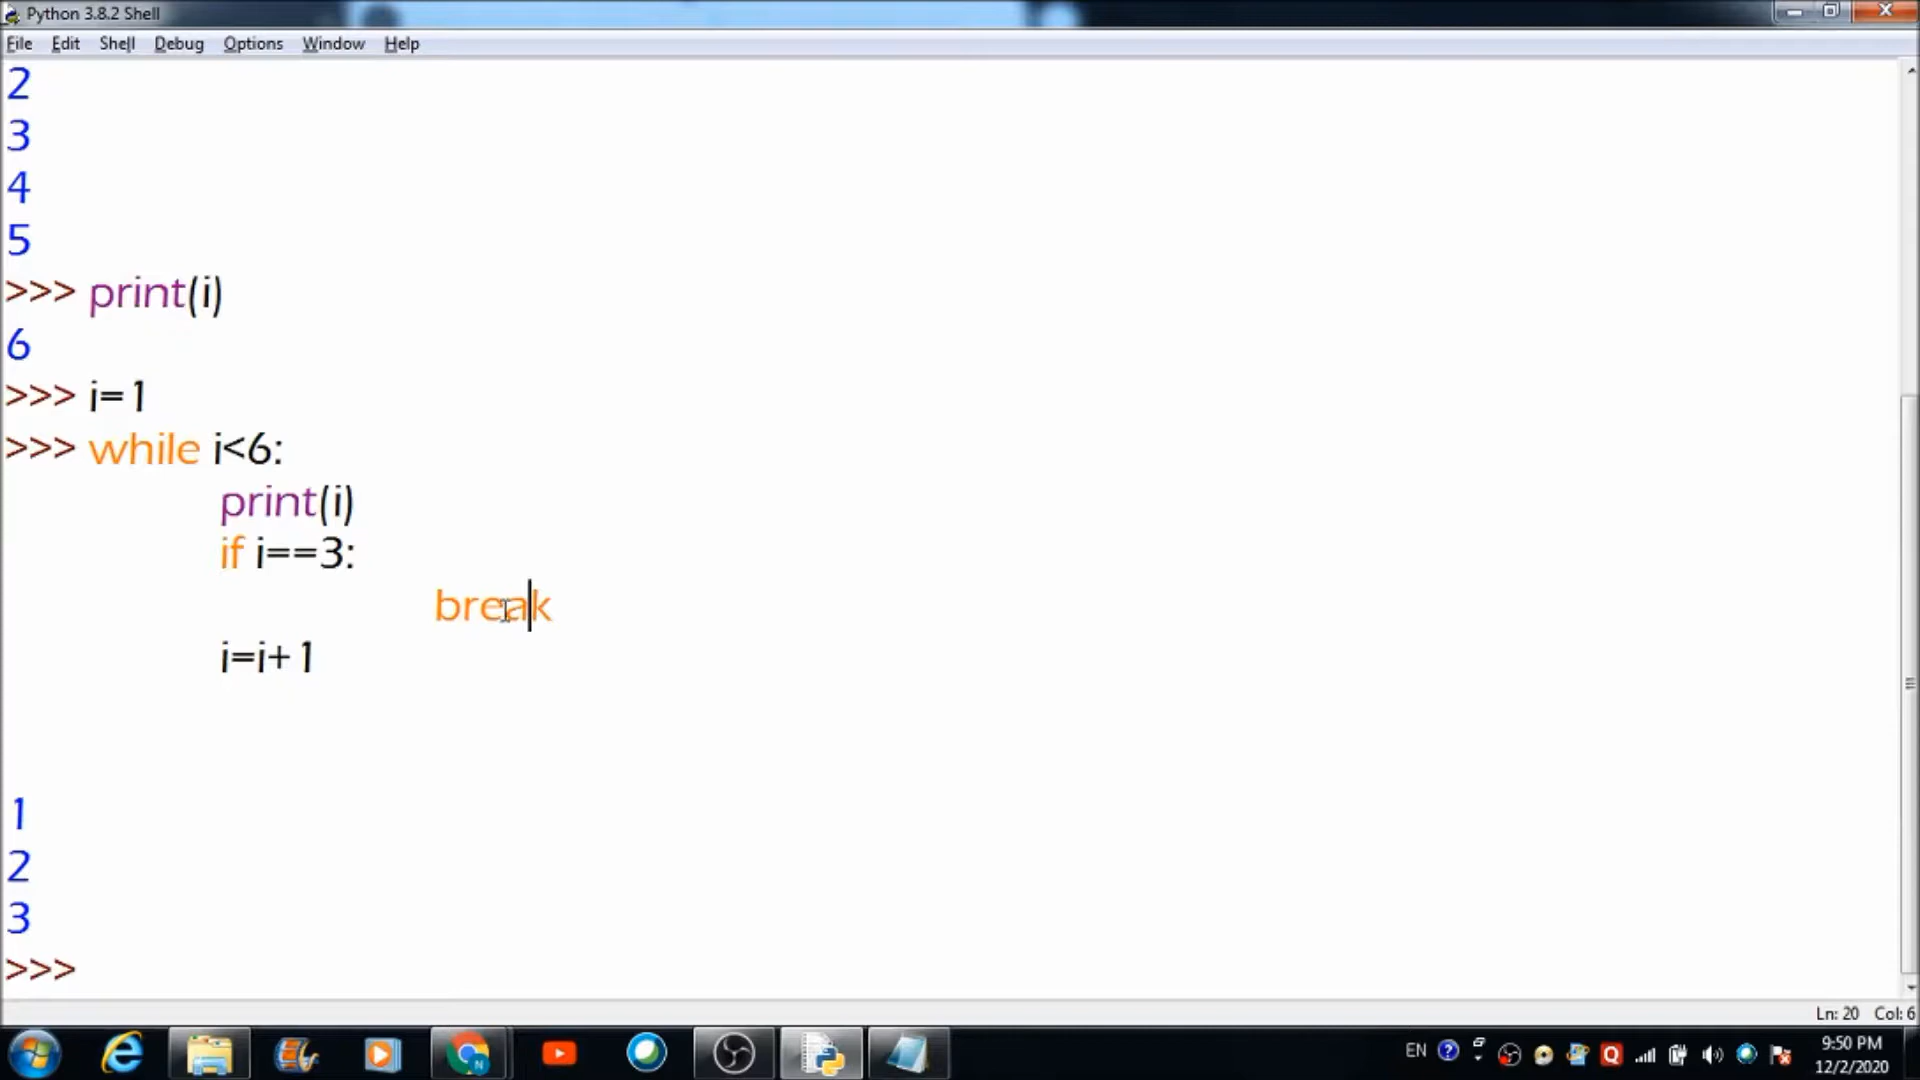 Python 3.8.2 Shell
File Edit Shell Debug Options Window Help
2
3
4
5
>>> print(i)
6
>>> i=1
>>> while i<6:
print(i)
if i==3:
break
i=i+1
1
2
3
>>>
Ln: 20 Col: 6
EN
9:50 PM
12/2/2020